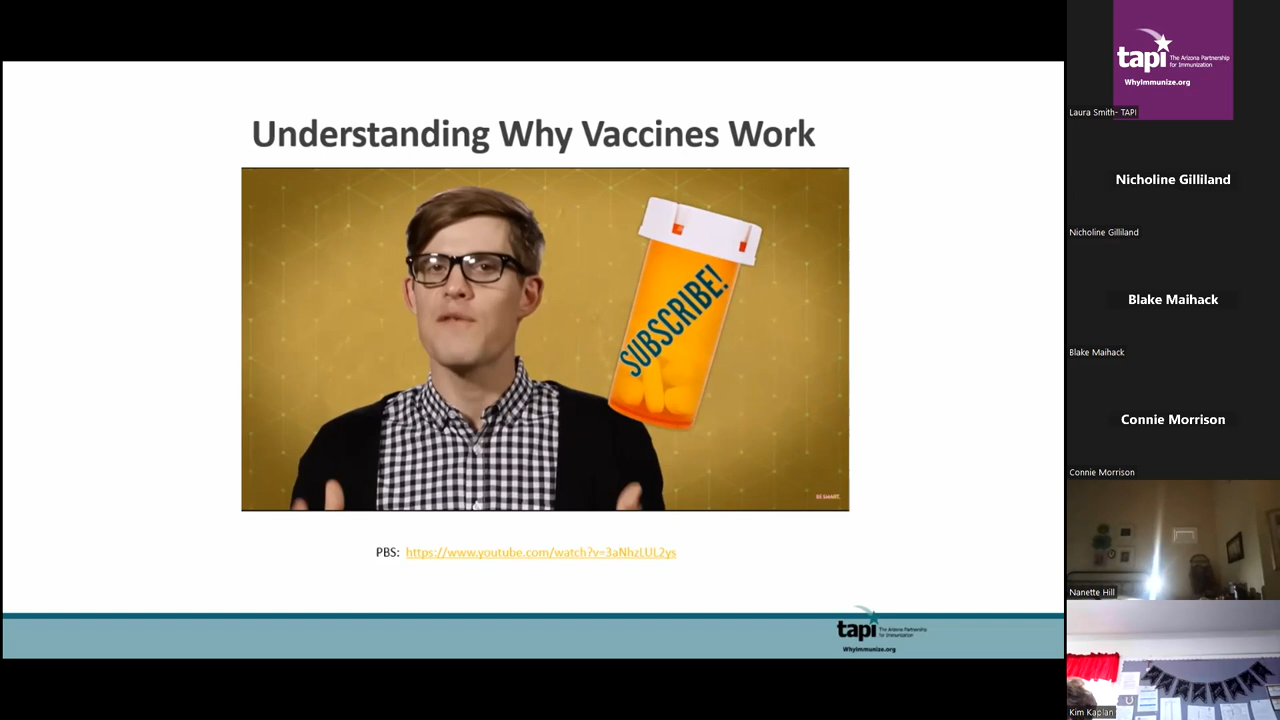 Understanding Why Vaccines Work
SUBSCRIBE!
BE SMART
PBS: https://www.youtube.com/watch?v=3aNhzLUL2ys
tapi The Arizona Partnership
for Immunization
WhyImmunize.org
tapi The Arizona Partnership
for Immunization
WhyImmunize.org
Laura Smith- TAPI
Nicholine Gilliland
Nicholine Gilliland
Blake Maihack
Blake Maihack
Connie Morrison
Connie Morrison
Nanette Hill
Kim Kaplan